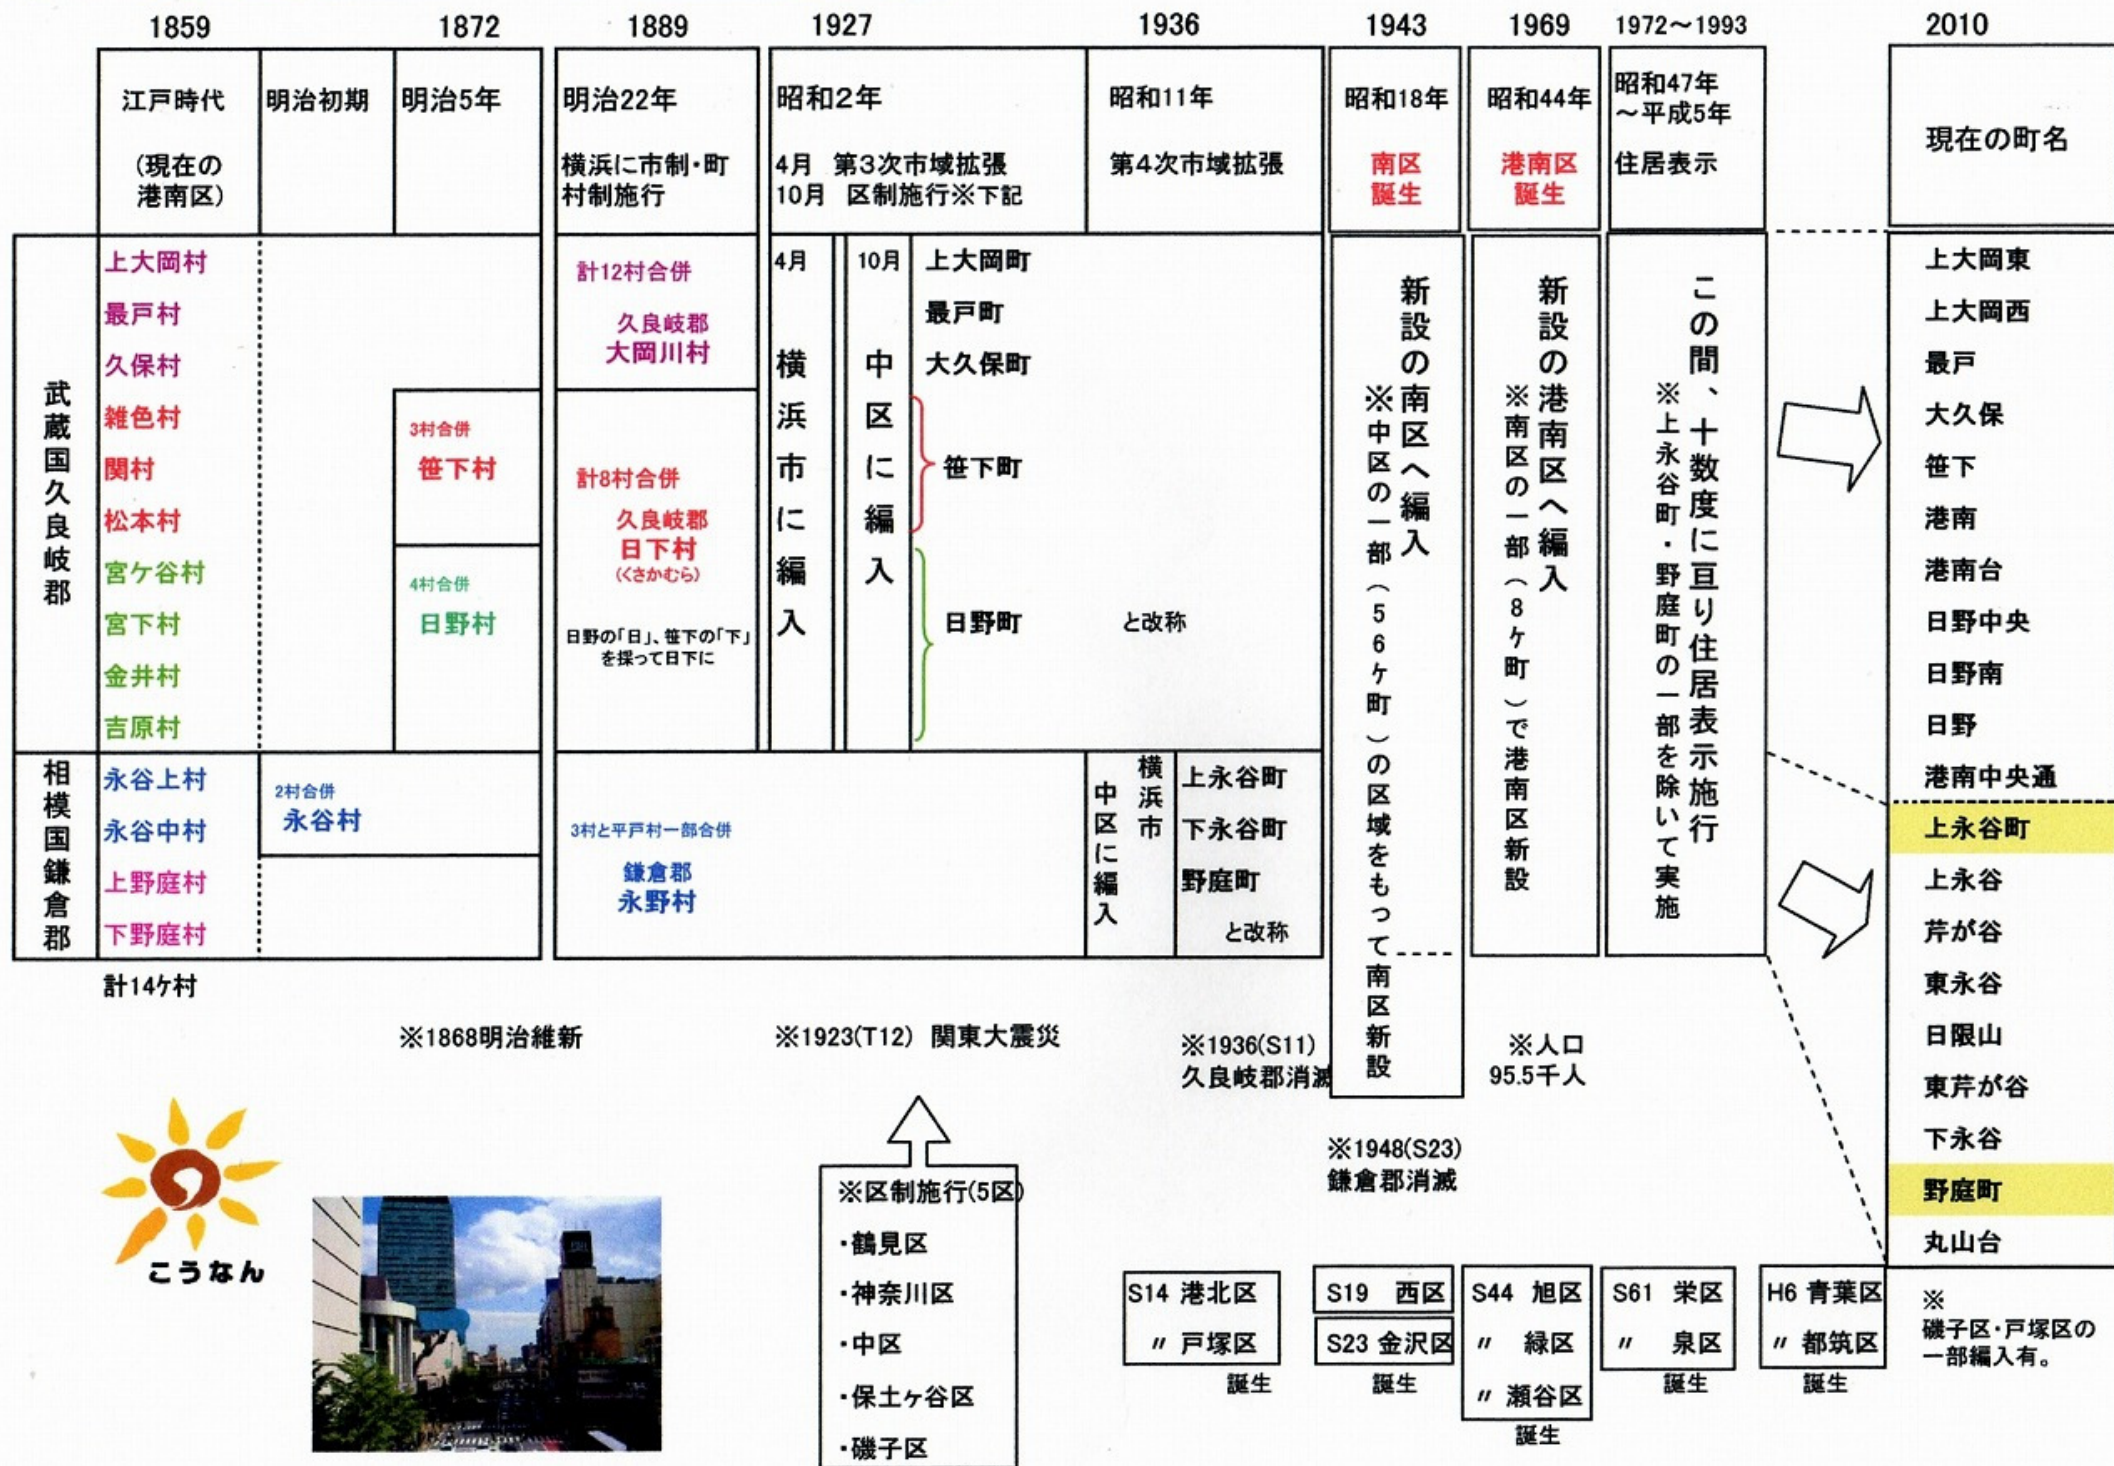 1859
1872
1889
1927
1936
1943
1969
1972～1993
2010
江戸時代
(現在の
港南区)
明治初期
明治5年
明治22年
横浜に市制・町
村制施行
昭和2年
4月 第3次市域拡張
10月 区制施行※下記
昭和11年
第4次市域拡張
昭和18年
南区
誕生
昭和44年
港南区
誕生
昭和47年
～平成5年
住居表示
現在の町名
武蔵国久良岐郡
上大岡村
最戸村
久保村
雑色村
関村
松本村
宮ケ谷村
宮下村
金井村
吉原村
3村合併
笹下村
4村合併
日野村
計12村合併
久良岐郡
大岡川村
計8村合併
久良岐郡
日下村
(くさかむら)
日野の「日」、笹下の「下」
を採って日下に
4月
横浜市に編入
10月
中区に編入
上大岡町
最戸町
大久保町
笹下町
日野町
と改称
相模国鎌倉郡
永谷上村
永谷中村
上野庭村
下野庭村
2村合併
永谷村
3村と平戸村一部合併
鎌倉郡
永野村
横浜市
中区に編入
上永谷町
下永谷町
野庭町
と改称
新設の南区へ編入
※中区の一部(56ヶ町)の区域をもって南区新設
新設の港南区へ編入
※南区の一部(8ヶ町)で港南区新設
この間、十数度に亘り住居表示施行
※上永谷町・野庭町の一部を除いて実施
上大岡東
上大岡西
最戸
大久保
笹下
港南
港南台
日野中央
日野南
日野
港南中央通
上永谷町
上永谷
芹が谷
東永谷
日限山
東芹が谷
下永谷
野庭町
丸山台
計14ケ村
※1868明治維新
※1923(T12) 関東大震災
※1936(S11)
久良岐郡消滅
※人口
95.5千人
※1948(S23)
鎌倉郡消滅
こうなん
※区制施行(5区)
・鶴見区
・神奈川区
・中区
・保土ヶ谷区
・磯子区
S14 港北区
〃 戸塚区
誕生
S19 西区
S23 金沢区
誕生
S44 旭区
〃 緑区
〃 瀬谷区
誕生
S61 栄区
〃 泉区
誕生
H6 青葉区
〃 都筑区
誕生
※
磯子区・戸塚区の
一部編入有。